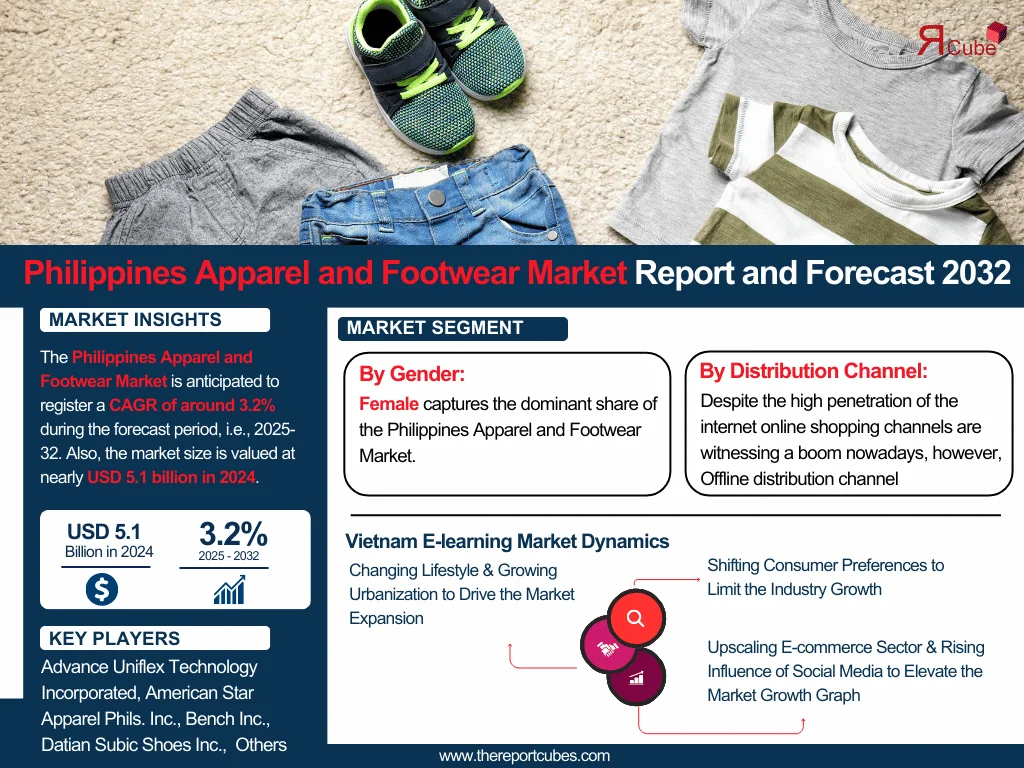 ЯCube
Philippines Apparel and Footwear Market Report and Forecast 2032
MARKET INSIGHTS
The Philippines Apparel and
Footwear Market is anticipated to
register a CAGR of around 3.2%
during the forecast period, i.e., 2025-
32. Also, the market size is valued at
nearly USD 5.1 billion in 2024.
USD 5.1
Billion in 2024
3.2%
2025 - 2032
KEY PLAYERS
Advance Uniflex Technology
Incorporated, American Star
Apparel Phils. Inc., Bench Inc.,
Datian Subic Shoes Inc., Others
MARKET SEGMENT
By Gender:
Female captures the dominant share of
the Philippines Apparel and Footwear
Market.
By Distribution Channel:
Despite the high penetration of the
internet online shopping channels are
witnessing a boom nowadays, however,
Offline distribution channel
Vietnam E-learning Market Dynamics
Changing Lifestyle & Growing
Urbanization to Drive the Market
Expansion
Shifting Consumer Preferences to
Limit the Industry Growth
Upscaling E-commerce Sector & Rising
Influence of Social Media to Elevate the
Market Growth Graph
www.thereportcubes.com